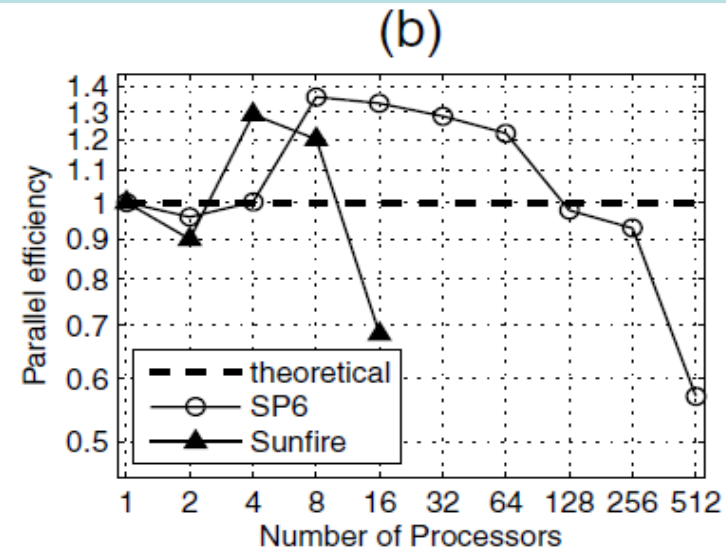 (b)
Parallel efficiency
1.4
1.3
1.2
1.1
1
0.9
0.8
0.7
0.6
0.5
theoretical
SP6
Sunfire
1 2 4 8 16 32 64 128 256 512
Number of Processors